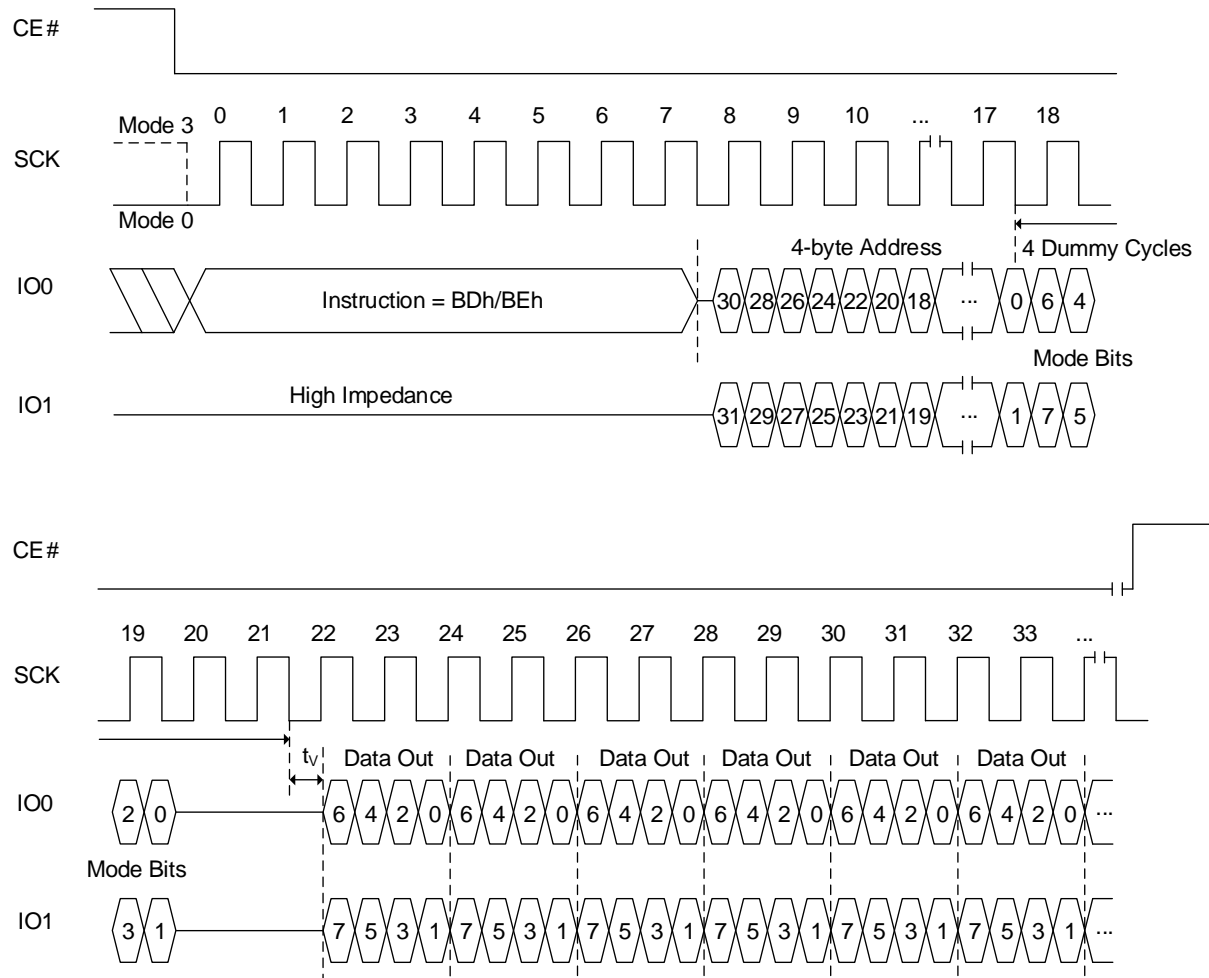 CE#
0 1 2 3 4 5 6 7 8 9 10 ... 17 18
Mode 3
SCK
Mode 0
4-byte Address 4 Dummy Cycles
IO0 Instruction = BDh/BEh 30 28 26 24 22 20 18 ... 0 6 4
Mode Bits
IO1 High Impedance 31 29 27 25 23 21 19 ... 1 7 5
CE#
19 20 21 22 23 24 25 26 27 28 29 30 31 32 33 ...
SCK
tV Data Out Data Out Data Out Data Out Data Out Data Out
IO0 2 0 6 4 2 0 6 4 2 0 6 4 2 0 6 4 2 0 6 4 2 0 6 4 2 0 ...
Mode Bits
IO1 3 1 7 5 3 1 7 5 3 1 7 5 3 1 7 5 3 1 7 5 3 1 7 5 3 1 ...